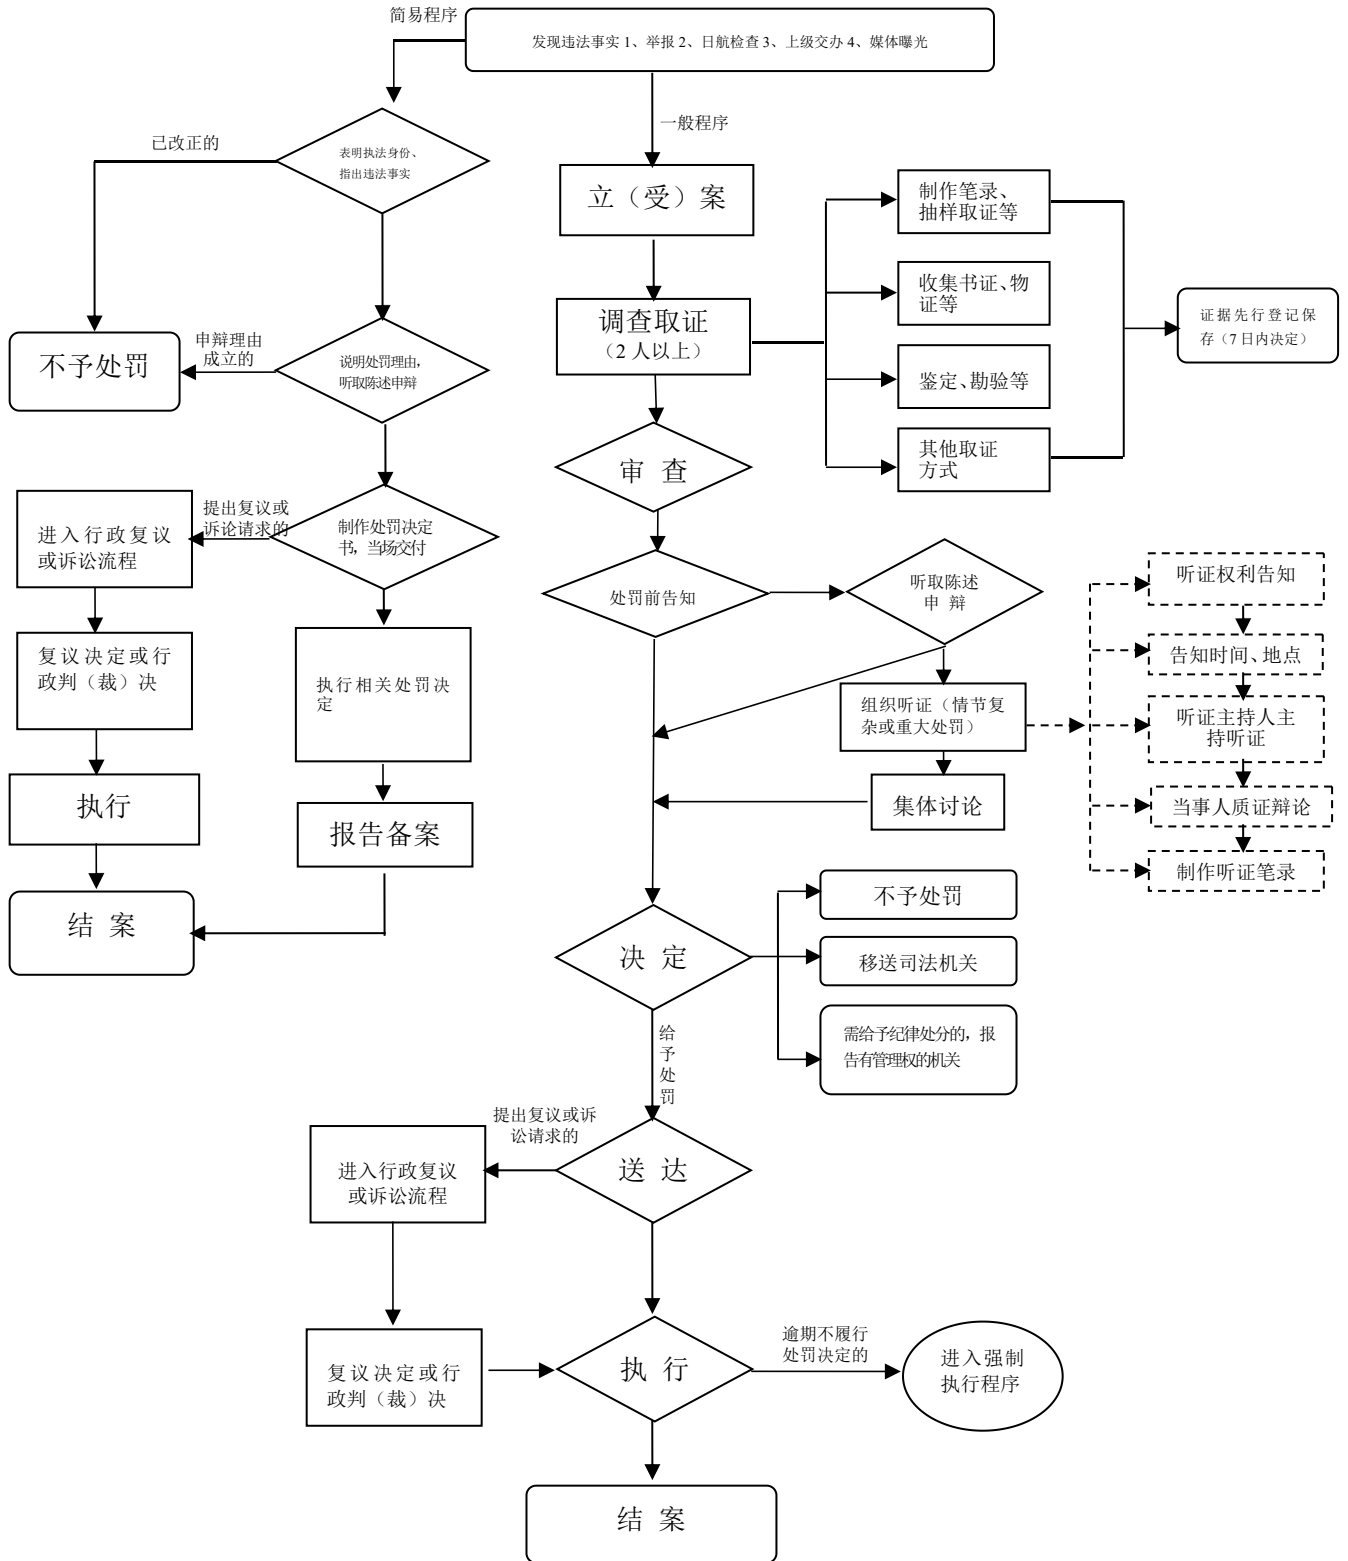 简易程序
发现违法事实 1、举报 2、日航检查 3、上级交办 4、媒体曝光
一般程序
已改正的
表明执法身份、
指出违法事实
立（受）案
制作笔录、
抽样取证等
收集书证、物
证等
调查取证
（2 人以上）
证据先行登记保
存（7 日内决定）
不予处罚
申辩理由
成立的
说明处罚理由，
听取陈述申辩
鉴定、勘验等
其他取证
方式
审 查
进入行政复议
或诉讼流程
提出复议或
诉论请求的
制作处罚决定
书，当场交付
处罚前告知
听取陈述
申 辩
听证权利告知
告知时间、地点
听证主持人主
持听证
当事人质证辩论
制作听证笔录
复议决定或行
政判（裁）决
执行相关处罚决
定
组织听证（情节复
杂或重大处罚）
集体讨论
执行
报告备案
结 案
决 定
不予处罚
移送司法机关
需给予纪律处分的，报
告有管理权的机关
给
予
处
罚
提出复议或诉
讼请求的
进入行政复议
或诉讼流程
送 达
复议决定或行
政判（裁）决
执 行
逾期不履行
处罚决定的
进入强制
执行程序
结 案